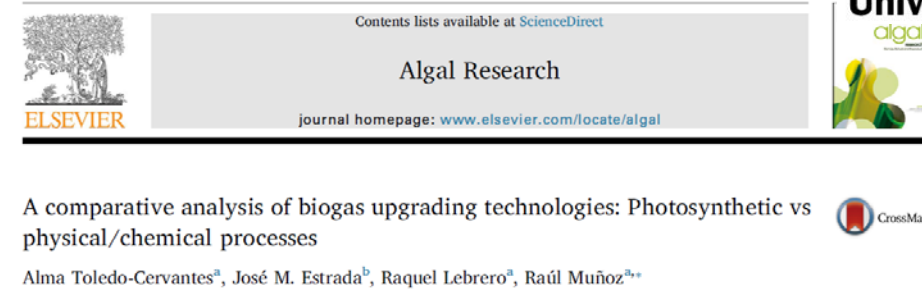 Contents lists available at ScienceDirect
Algal Research
journal homepage: www.elsevier.com/locate/algal
ELSEVIER
A comparative analysis of biogas upgrading technologies: Photosynthetic vs
physical/chemical processes
Alma Toledo-Cervantesᵃ, José M. Estradaᵇ, Raquel Lebreroᵃ, Raúl Muñozᵃ,*